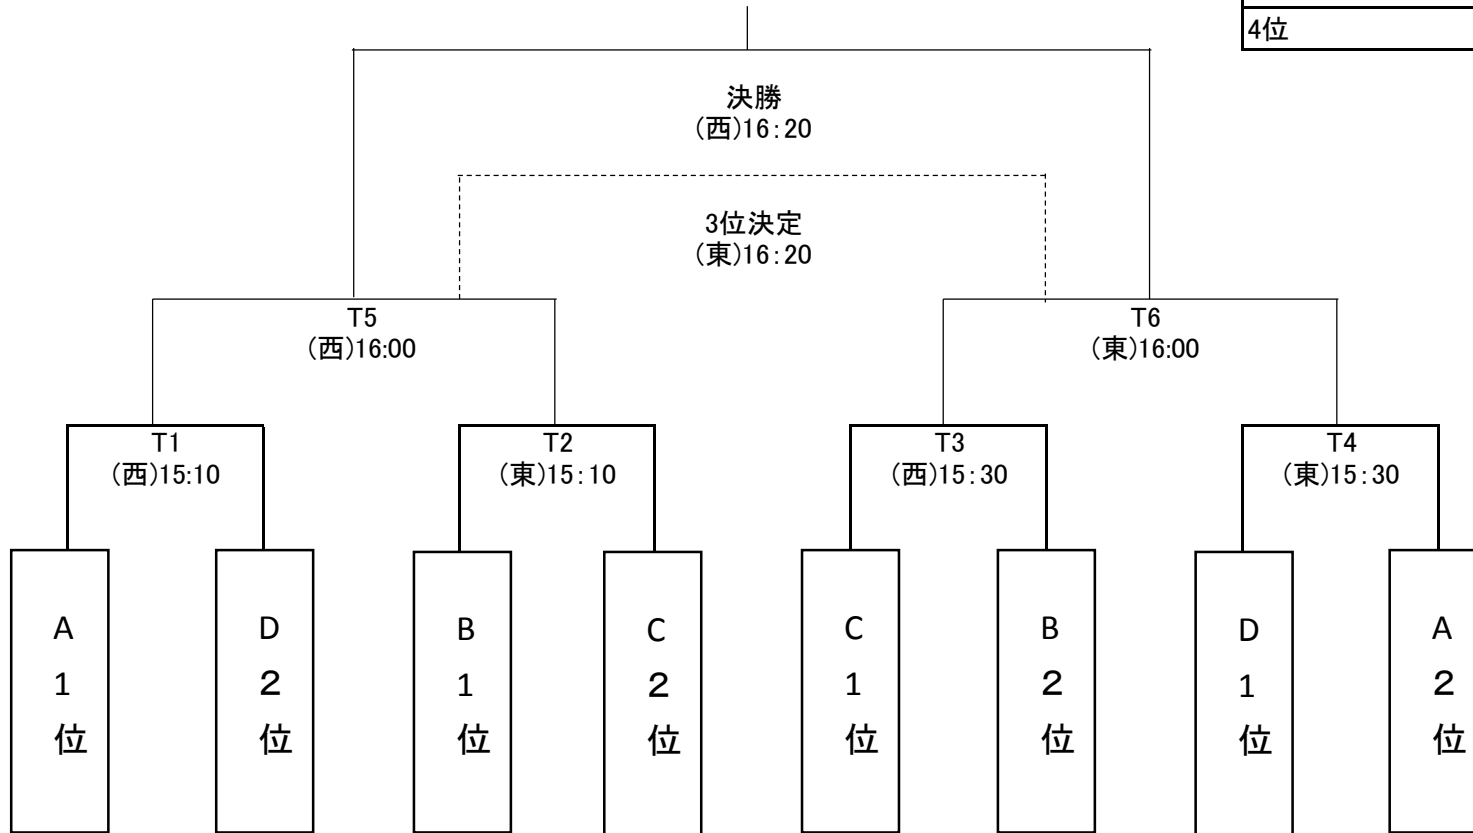 4位
決勝
(西)16:20
3位決定
(東)16:20
T5
(西)16:00
T6
(東)16:00
T1
(西)15:10
T2
(東)15:10
T3
(西)15:30
T4
(東)15:30
A
1
位
D
２
位
B
1
位
C
２
位
C
1
位
B
２
位
D
1
位
A
２
位